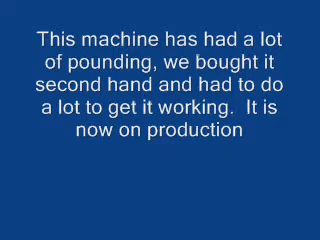 This machine has had a lot
of pounding, we bought it
second hand and had to do
a lot to get it working.  It is
now on production